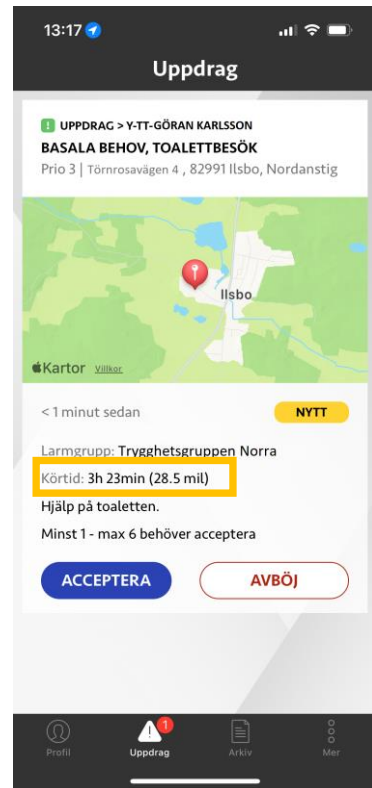 13:17
Uppdrag
UPPDRAG > Y-TT-GÖRAN KARLSSON
BASALA BEHOV, TOALETTBESÖK
Prio 3 | Törnrosavägen 4 , 82991 Ilsbo, Nordanstig
Ilsbo
Kartor Villkor
< 1 minut sedan
NYTT
Larmgrupp: Trygghetsgruppen Norra
Körtid: 3h 23min (28.5 mil)
Hjälp på toaletten.
Minst 1 - max 6 behöver acceptera
ACCEPTERA
AVBÖJ
1
Profil
Uppdrag
Arkiv
Mer